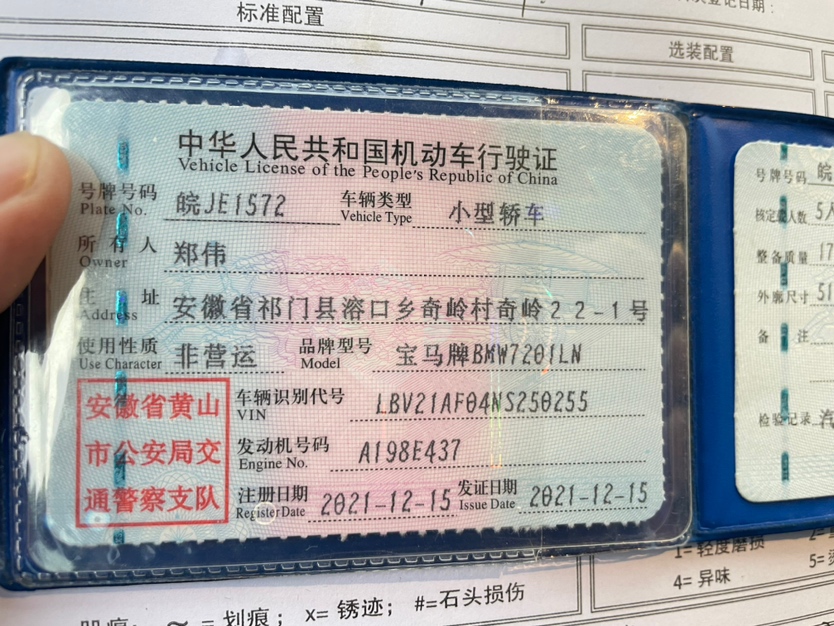 标准配置
登记日期:
选装配置
中华人民共和国机动车行驶证
Vehicle License of the People's Republic of China
号牌号码 皖JE1572 车辆类型 小型轿车
Plate No. Vehicle Type
所有人 郑伟
Owner
住址 安徽省祁门县溶口乡奇岭村奇岭22-1号
Address
使用性质 非营运 品牌型号 宝马牌BMW7201LN
Use Character Model
安徽省黄山
市公安局交
通警察支队
车辆识别代号 LBV21AF04NS250255
VIN
发动机号码 A198E437
Engine No.
注册日期 2021-12-15 发证日期 2021-12-15
Register Date Issue Date
号牌号码 皖
核定载人数 5人
整备质量 17
外廓尺寸 51
备注
检验记录
1=轻度磨损
4=异味 5=
= 划痕; x= 锈迹; #=石头损伤